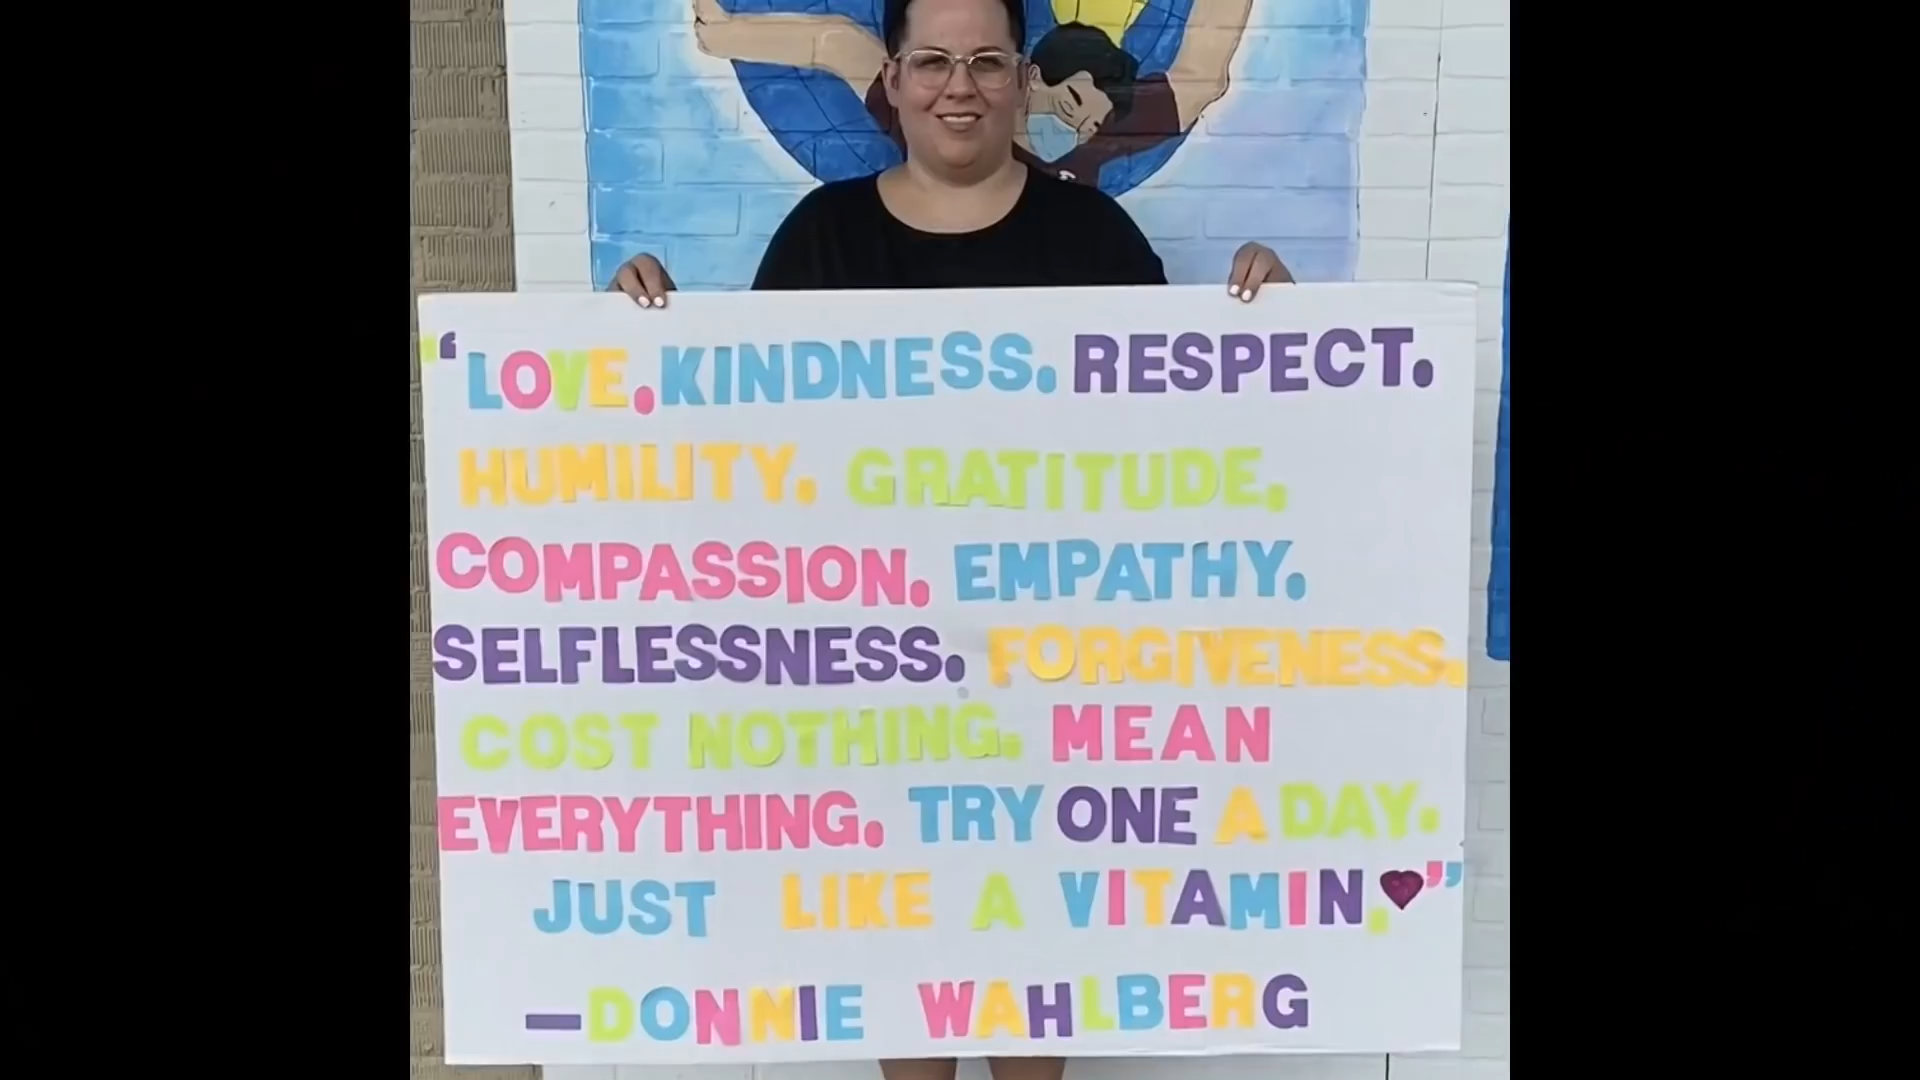 "LOVE. KINDNESS. RESPECT.
HUMILITY. GRATITUDE.
COMPASSION. EMPATHY.
SELFLESSNESS. FORGIVENESS.
COST NOTHING. MEAN
EVERYTHING. TRY ONE A DAY.
JUST LIKE A VITAMIN.♥"
—DONNIE WAHLBERG